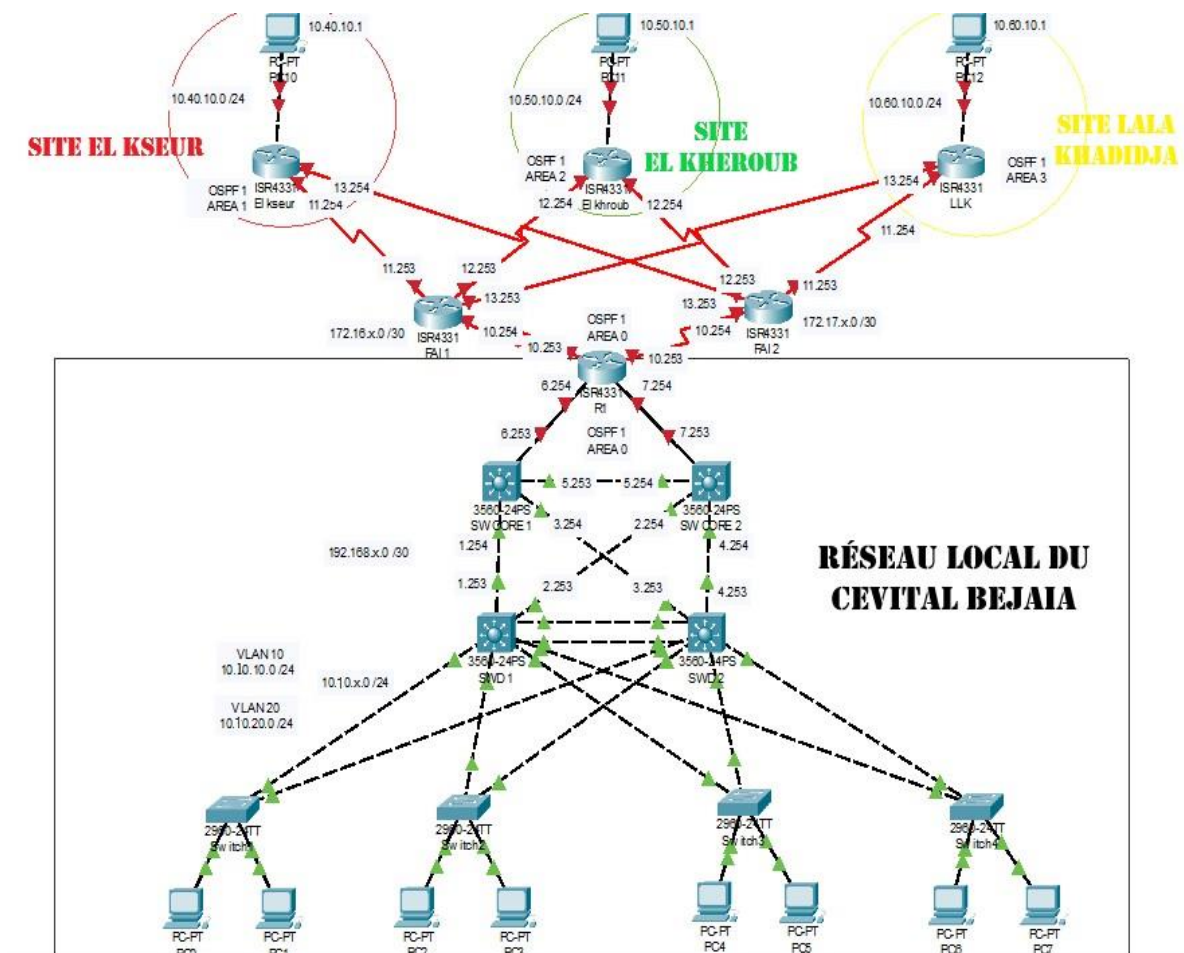 10.40.10.1
10.50.10.1
10.60.10.1
PC-PT
PC10
PC-PT
PC11
PC-PT
PC12
10.40.10.0 /24
10.50.10.0 /24
10.60.10.0 /24
SITE EL KSEUR
SITE
EL KHEROUB
SITE LALA
KHADIDJA
OSPF 1
AREA 1
ISR4331
El kseur
13.254
11.254
OSPF 1
AREA 2
ISR4331
El khroub
12.254
12.254
13.254
ISR4331
LLK
OSPF 1
AREA 3
11.254
11.253
12.253
13.253
12.253
11.253
13.253
172.16.x.0 /30
ISR4331
FAI 1
10.254
10.253
OSPF 1
AREA 0
10.254
ISR4331
FAI 2
172.17.x.0 /30
10.253
ISR4331
R1
6.254
7.254
6.253
OSPF 1
AREA 0
7.253
5.253
5.254
3560-24PS
SW CORE 1
3560-24PS
SW CORE 2
3.254
2.254
192.168.x.0 /30
1.254
4.254
1.253
2.253
3.253
4.253
RÉSEAU LOCAL DU
CEVITAL BEJAIA
3560-24PS
SWD 1
3560-24PS
SWD 2
VLAN 10
10.10.10.0 /24
10.10.x.0 /24
VLAN 20
10.10.20.0 /24
2960-24TT
Switch1
2960-24TT
Switch2
2960-24TT
Switch3
2960-24TT
Switch4
PC-PT
PC0
PC-PT
PC1
PC-PT
PC2
PC-PT
PC3
PC-PT
PC4
PC-PT
PC5
PC-PT
PC6
PC-PT
PC7